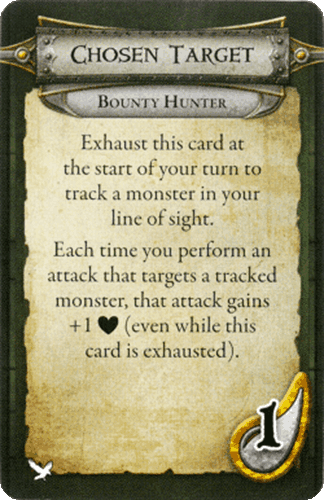 CHOSEN TARGET
BOUNTY HUNTER
Exhaust this card at
the start of your turn to
track a monster in your
line of sight.
Each time you perform an
attack that targets a tracked
monster, that attack gains
+1 ♥ (even while this
card is exhausted).
1